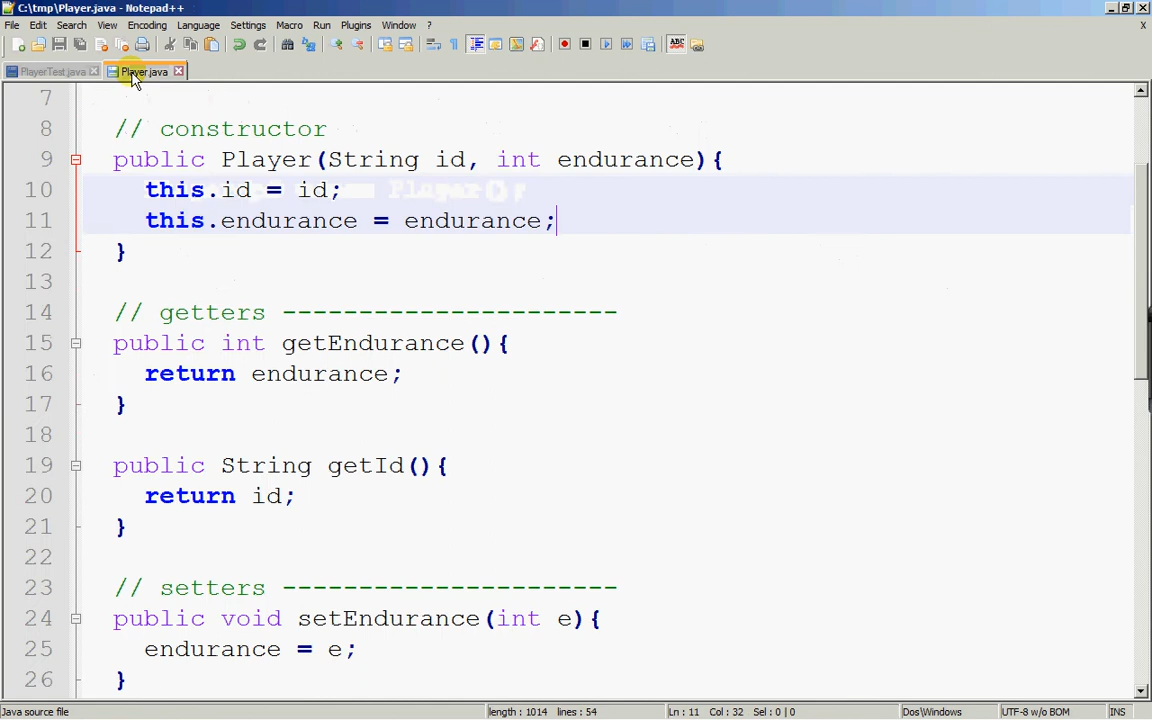 C:\tmp\Player.java - Notepad++
File Edit Search View Encoding Language Settings Macro Run Plugins Window ? X
PlayerTest.java Player.java
7
8 // constructor
9 public Player(String id, int endurance){
10 this.id = id;
11 this.endurance = endurance;
12 }
13
14 // getters ----------------------
15 public int getEndurance(){
16 return endurance;
17 }
18
19 public String getId(){
20 return id;
21 }
22
23 // setters ----------------------
24 public void setEndurance(int e){
25 endurance = e;
26 }
Java source file length : 1014 lines : 54 Ln : 11 Col : 32 Sel : 0 | 0 Dos\Windows UTF-8 w/o BOM INS